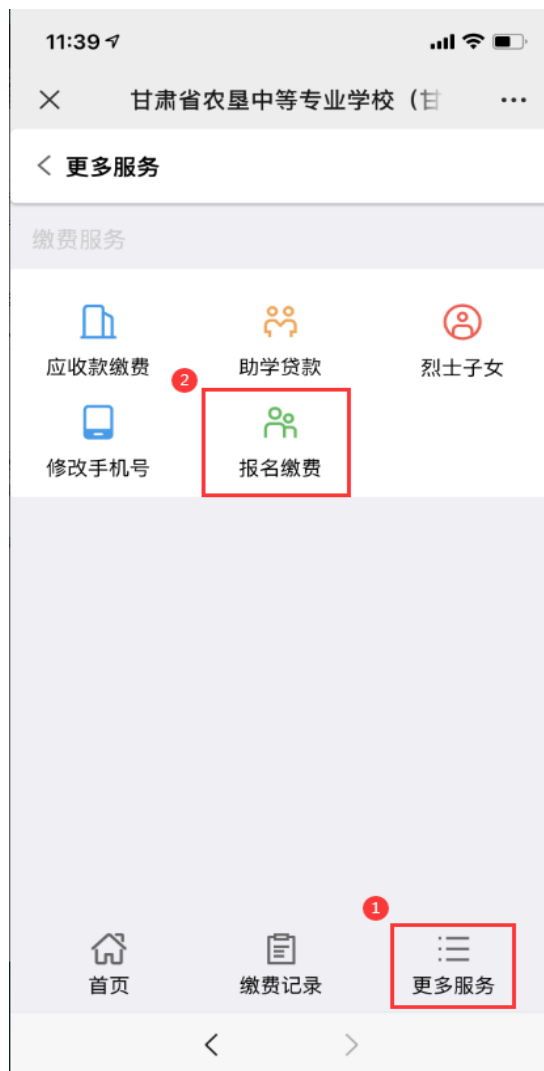 11:39
甘肃省农垦中等专业学校（甘
更多服务
缴费服务
应收款缴费
助学贷款
烈士子女
2
修改手机号
报名缴费
1
首页
缴费记录
更多服务